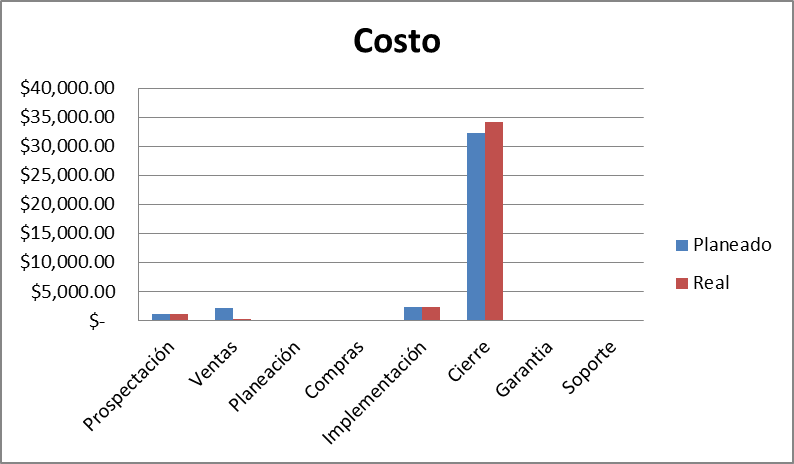 Costo
$40,000.00
$35,000.00
$30,000.00
$25,000.00
$20,000.00
$15,000.00
$10,000.00
$5,000.00
$-
Prospectación
Ventas
Planeación
Compras
Implementación
Cierre
Garantia
Soporte
Planeado
Real